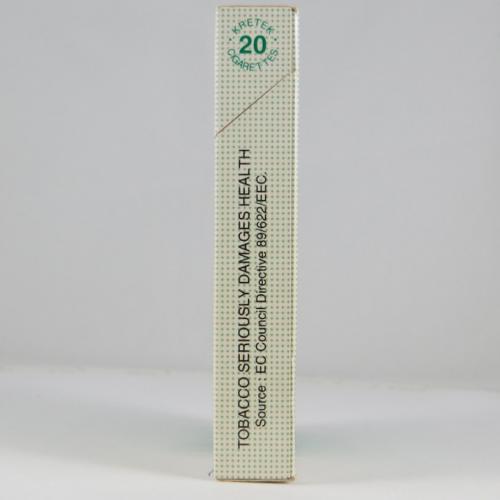 KRETEK
20
CIGARETTES
TOBACCO SERIOUSLY DAMAGES HEALTH
Source : EC Council Directive 89/622/EEC.